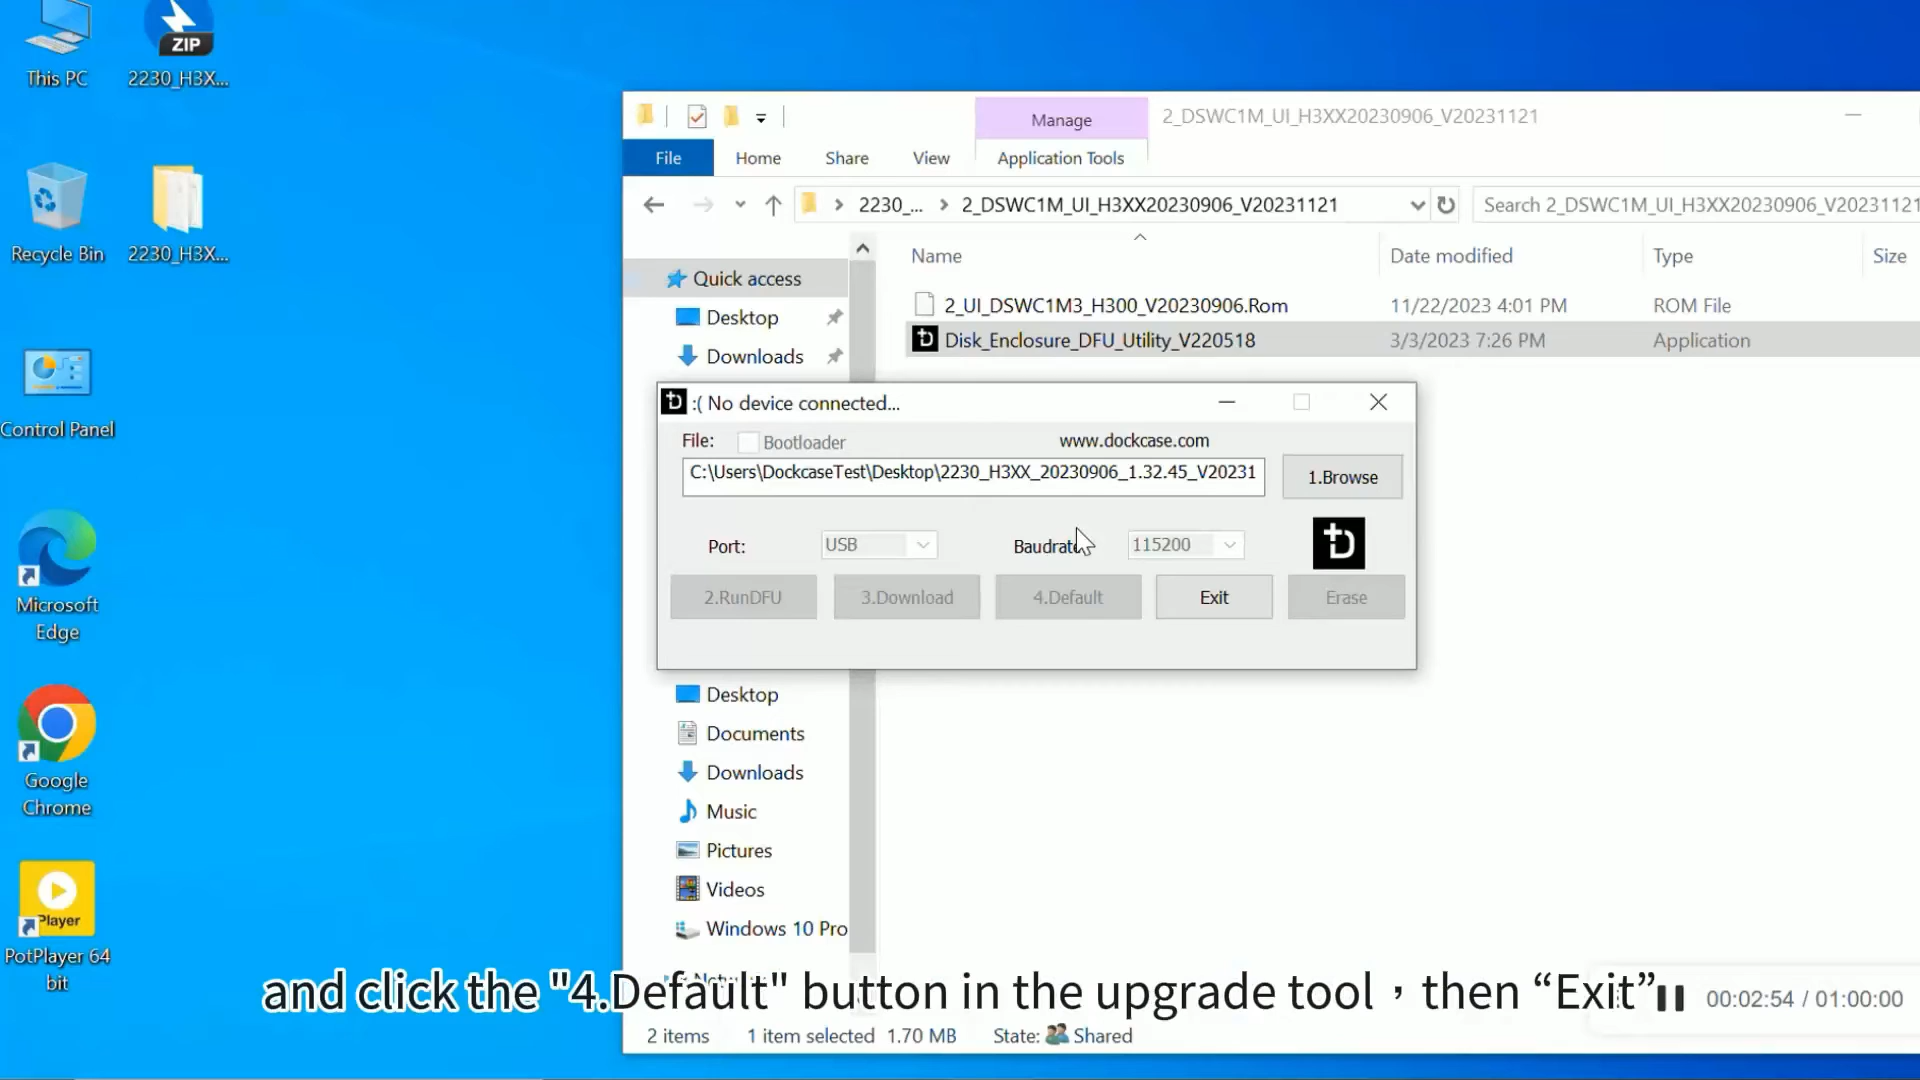 This PC
ZIP
2230_H3X...
Recycle Bin
2230_H3X...
Control Panel
Microsoft
Edge
Google
Chrome
Player
PotPlayer 64
bit
Manage
2_DSWC1M_UI_H3XX20230906_V20231121
File
Home
Share
View
Application Tools
2230_...
2_DSWC1M_UI_H3XX20230906_V20231121
Search 2_DSWC1M_UI_H3XX20230906_V20231121
Name
Date modified
Type
Size
Quick access
Desktop
Downloads
2_UI_DSWC1M3_H300_V20230906.Rom
11/22/2023 4:01 PM
ROM File
Disk_Enclosure_DFU_Utility_V220518
3/3/2023 7:26 PM
Application
:( No device connected...
File:
Bootloader
www.dockcase.com
C:\Users\DockcaseTest\Desktop\2230_H3XX_20230906_1.32.45_V20231
1.Browse
Port:
USB
Baudrate
115200
2.RunDFU
3.Download
4.Default
Exit
Erase
Desktop
Documents
Downloads
Music
Pictures
Videos
Windows 10 Pro
and click the "4.Default" button in the upgrade tool，then “Exit”
00:02:54 / 01:00:00
2 items
1 item selected 1.70 MB
State:
Shared